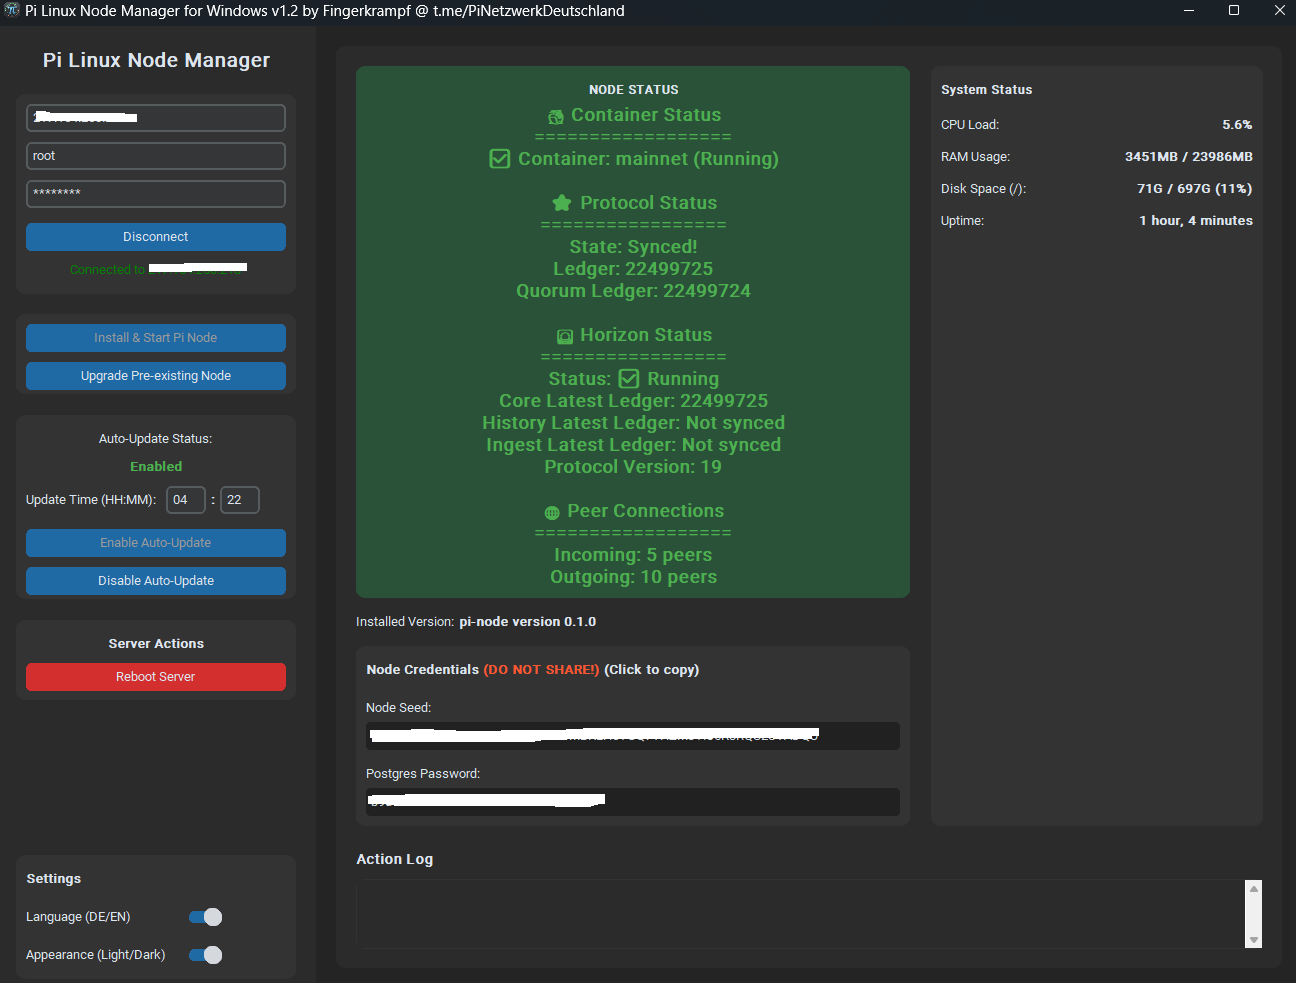 Pi Linux Node Manager for Windows v1.2 by Fingerkrampf @ t.me/PiNetzwerkDeutschland
Pi Linux Node Manager
root
********
Disconnect
Connected to
Install & Start Pi Node
Upgrade Pre-existing Node
Auto-Update Status:
Enabled
Update Time (HH:MM): 04 : 22
Enable Auto-Update
Disable Auto-Update
Server Actions
Reboot Server
Settings
Language (DE/EN)
Appearance (Light/Dark)
NODE STATUS
Container Status
==================
Container: mainnet (Running)
Protocol Status
=================
State: Synced!
Ledger: 22499725
Quorum Ledger: 22499724
Horizon Status
=================
Status: Running
Core Latest Ledger: 22499725
History Latest Ledger: Not synced
Ingest Latest Ledger: Not synced
Protocol Version: 19
Peer Connections
==================
Incoming: 5 peers
Outgoing: 10 peers
Installed Version: pi-node version 0.1.0
Node Credentials (DO NOT SHARE!) (Click to copy)
Node Seed:
Postgres Password:
Action Log
System Status
CPU Load: 5.6%
RAM Usage: 3451MB / 23986MB
Disk Space (/): 71G / 697G (11%)
Uptime: 1 hour, 4 minutes